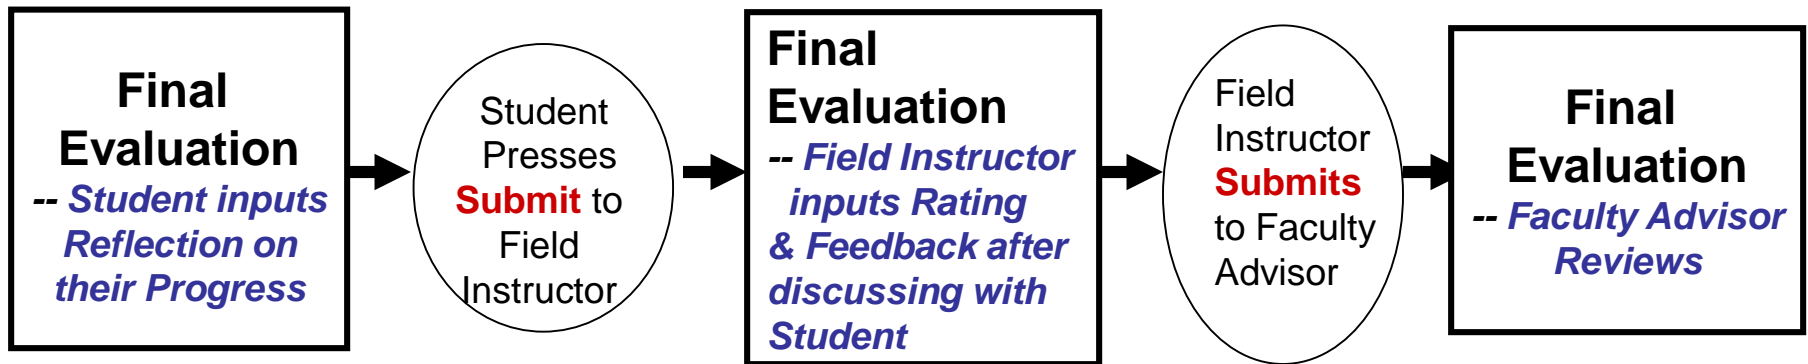 Final
Evaluation
-- Student inputs
Reflection on
their Progress
Student
Presses
Submit to
Field
Instructor
Final
Evaluation
-- Field Instructor
inputs Rating
& Feedback after
discussing with
Student
Field
Instructor
Submits
to Faculty
Advisor
Final
Evaluation
-- Faculty Advisor
Reviews